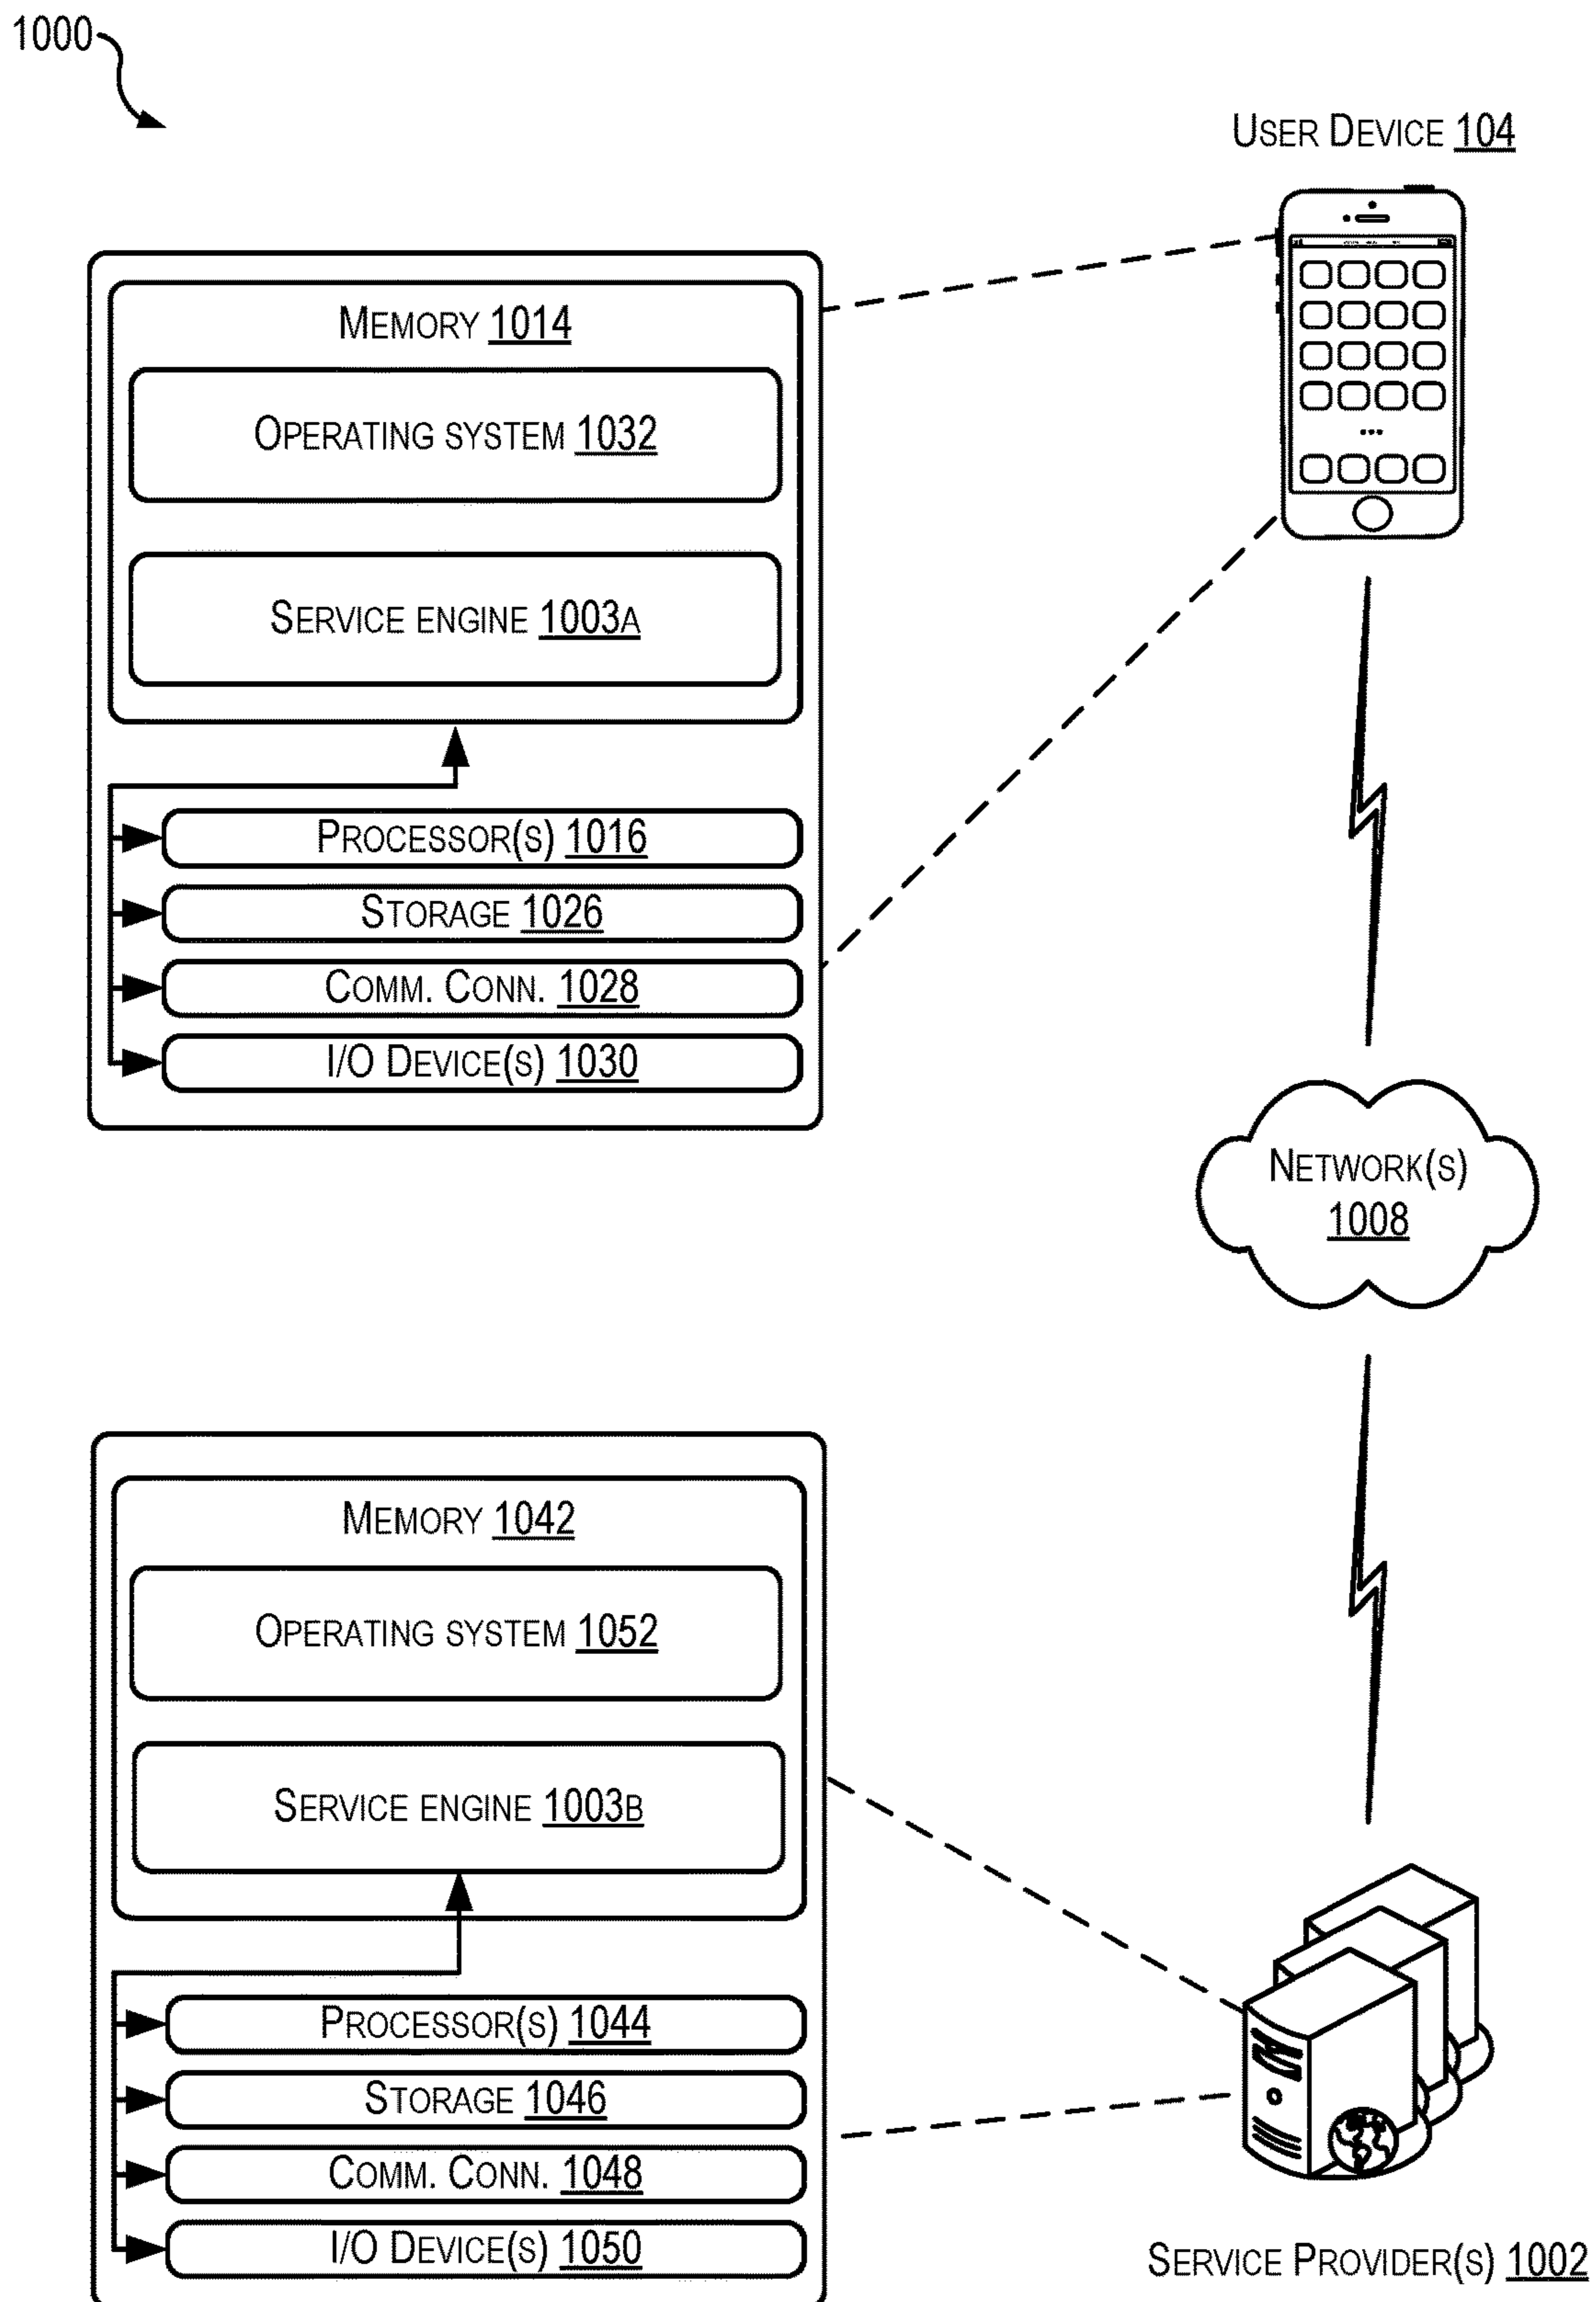 1000
USER DEVICE 104
MEMORY 1014
OPERATING SYSTEM 1032
SERVICE ENGINE 1003A
PROCESSOR(S) 1016
STORAGE 1026
COMM. CONN. 1028
I/O DEVICE(S) 1030
NETWORK(S)
1008
MEMORY 1042
OPERATING SYSTEM 1052
SERVICE ENGINE 1003B
PROCESSOR(S) 1044
STORAGE 1046
COMM. CONN. 1048
I/O DEVICE(S) 1050
SERVICE PROVIDER(S) 1002